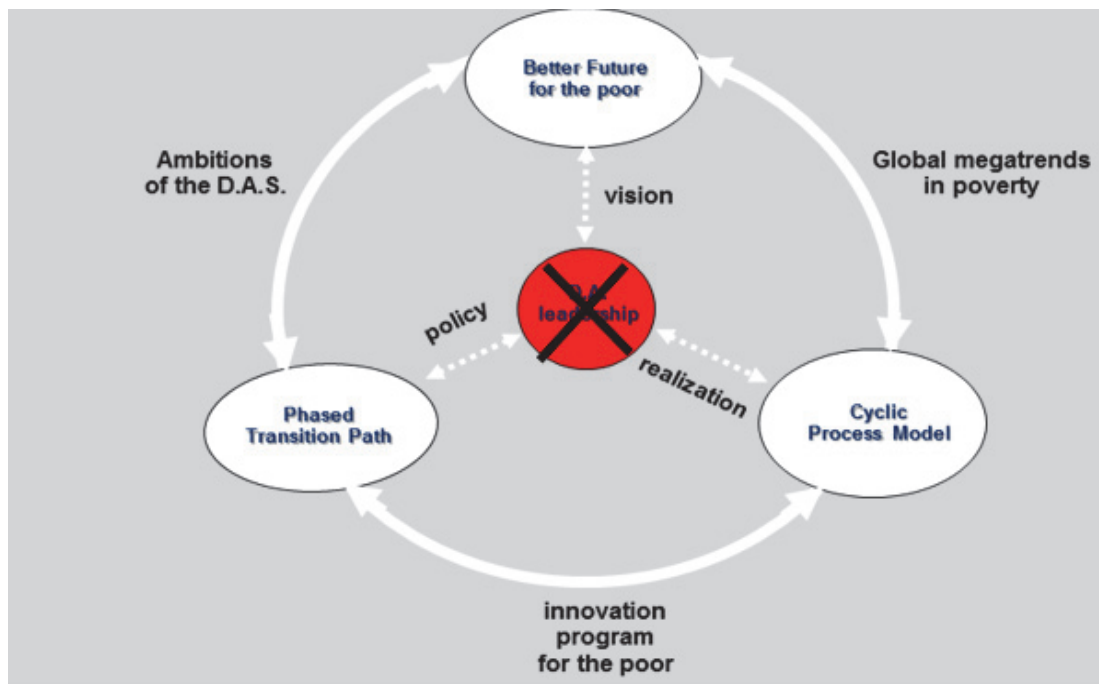 Better Future
for the poor
Ambitions
of the D.A.S.
Global megatrends
in poverty
vision
D.A.
leadership
policy
realization
Phased
Transition Path
Cyclic
Process Model
innovation
program
for the poor